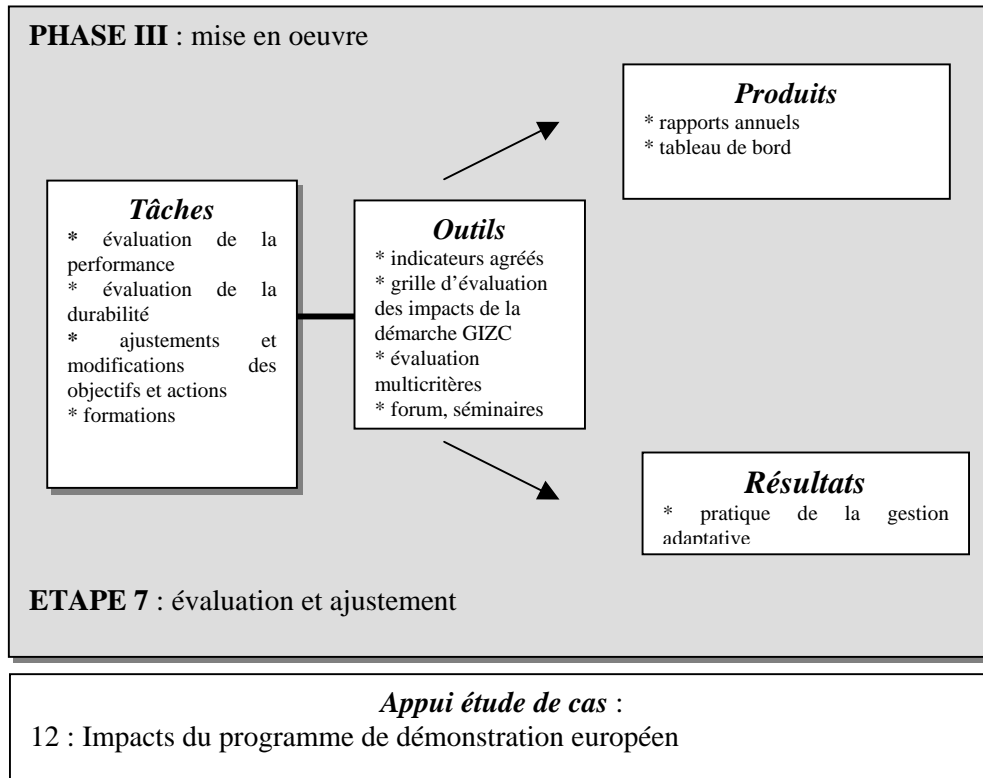 PHASE III : mise en oeuvre
Produits
* rapports annuels
* tableau de bord
Tâches
* évaluation de la
performance
* évaluation de la
durabilité
* ajustements et
modifications des
objectifs et actions
* formations
Outils
* indicateurs agréés
* grille d'évaluation
des impacts de la
démarche GIZC
* évaluation
multicritères
* forum, séminaires
Résultats
* pratique de la gestion
adaptative
ETAPE 7 : évaluation et ajustement
Appui étude de cas :
12 : Impacts du programme de démonstration européen